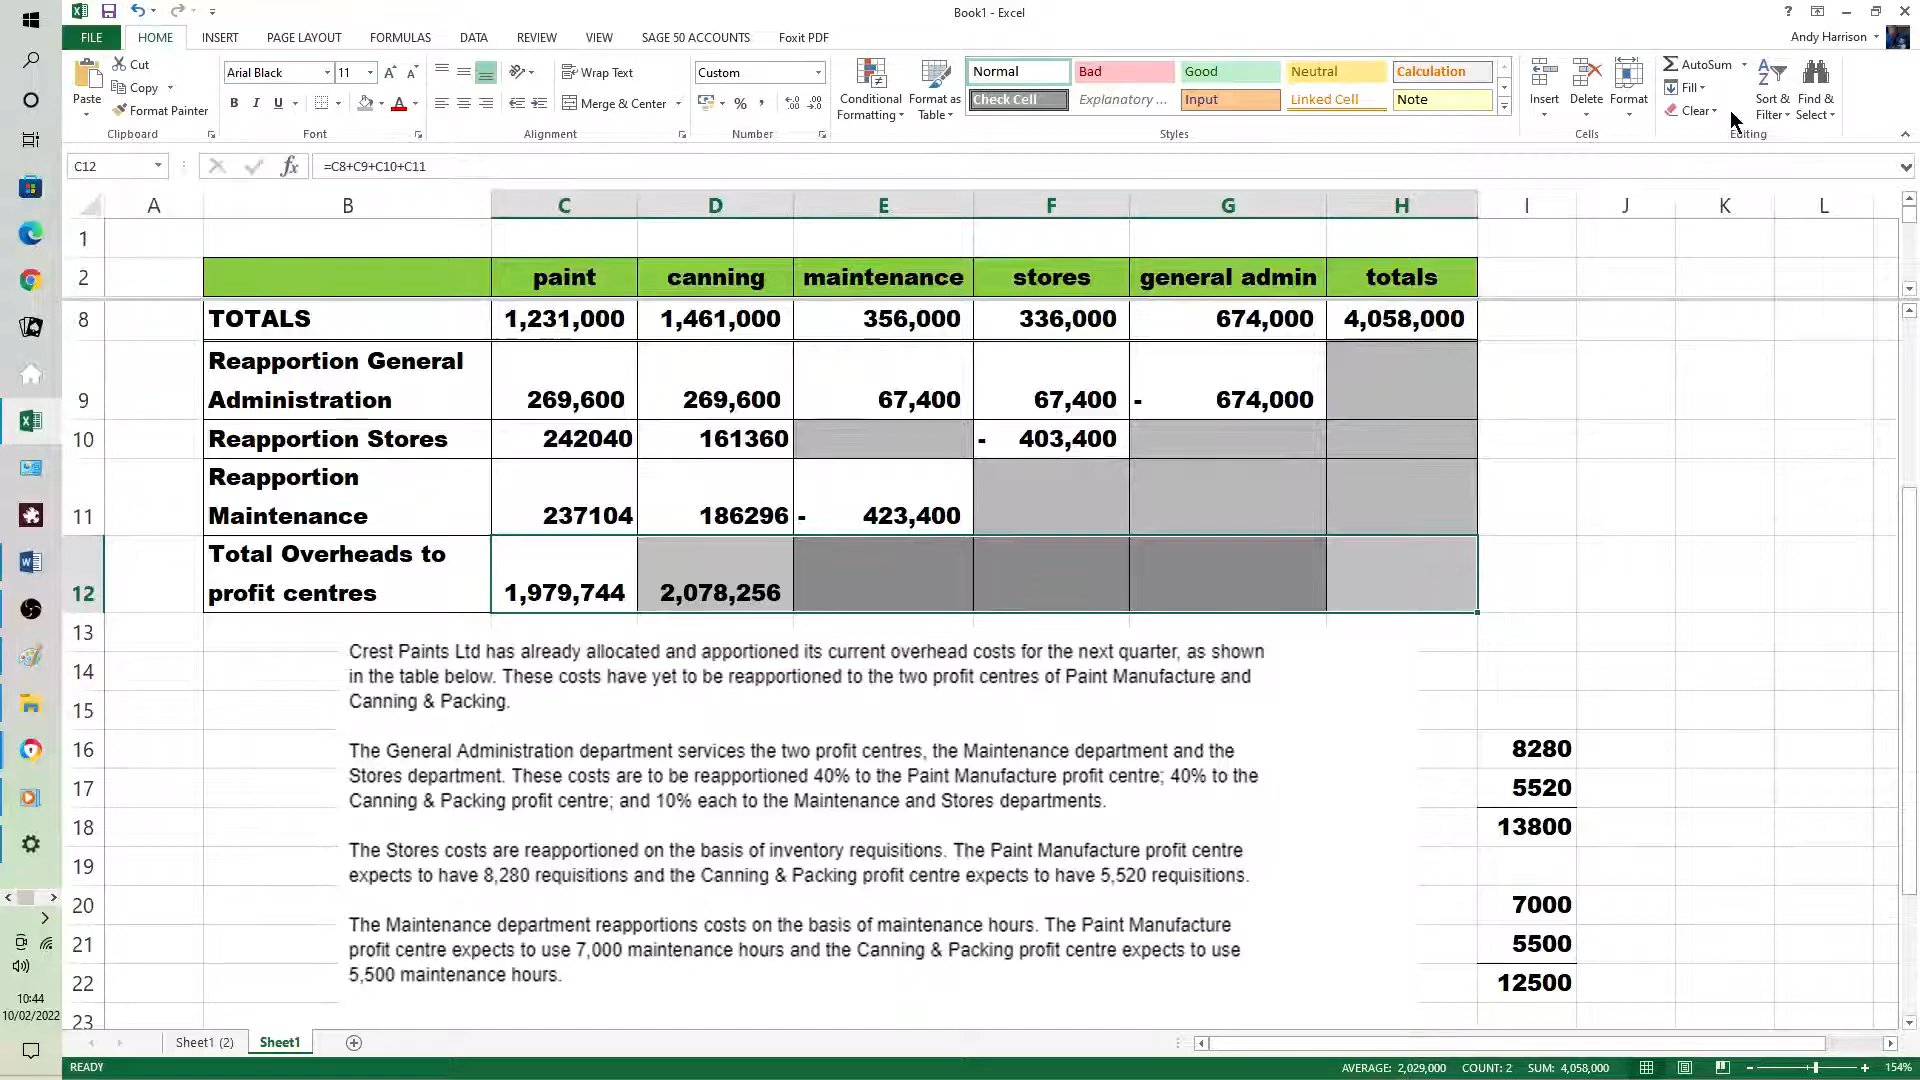 Book1 - Excel
?
FILE HOME INSERT PAGE LAYOUT FORMULAS DATA REVIEW VIEW SAGE 50 ACCOUNTS Foxit PDF
Andy Harrison
Paste
Cut
Copy
Format Painter
Clipboard
Arial Black 11
B I U
Font
Wrap Text
Merge & Center
Alignment
Custom
Number
Conditional Formatting
Format as Table
Normal Bad Good Neutral Calculation
Check Cell Explanatory ... Input Linked Cell Note
Styles
Insert Delete Format
Cells
AutoSum
Fill
Clear
Sort & Filter
Find & Select
Editing
C12 fx =C8+C9+C10+C11
A B C D E F G H I J K L
1
2 paint canning maintenance stores general admin totals
8 TOTALS 1,231,000 1,461,000 356,000 336,000 674,000 4,058,000
Reapportion General
9 Administration 269,600 269,600 67,400 67,400 - 674,000
10 Reapportion Stores 242040 161360 - 403,400
Reapportion
11 Maintenance 237104 186296 - 423,400
Total Overheads to
12 profit centres 1,979,744 2,078,256
13
14
15
16 8280
17 5520
18 13800
19
20 7000
21 5500
22 12500
23
Crest Paints Ltd has already allocated and apportioned its current overhead costs for the next quarter, as shown
in the table below. These costs have yet to be reapportioned to the two profit centres of Paint Manufacture and
Canning & Packing.
The General Administration department services the two profit centres, the Maintenance department and the
Stores department. These costs are to be reapportioned 40% to the Paint Manufacture profit centre; 40% to the
Canning & Packing profit centre; and 10% each to the Maintenance and Stores departments.
The Stores costs are reapportioned on the basis of inventory requisitions. The Paint Manufacture profit centre
expects to have 8,280 requisitions and the Canning & Packing profit centre expects to have 5,520 requisitions.
The Maintenance department reapportions costs on the basis of maintenance hours. The Paint Manufacture
profit centre expects to use 7,000 maintenance hours and the Canning & Packing profit centre expects to use
5,500 maintenance hours.
10:44
10/02/2022
Sheet1 (2) Sheet1
READY
AVERAGE: 2,029,000 COUNT: 2 SUM: 4,058,000
154%